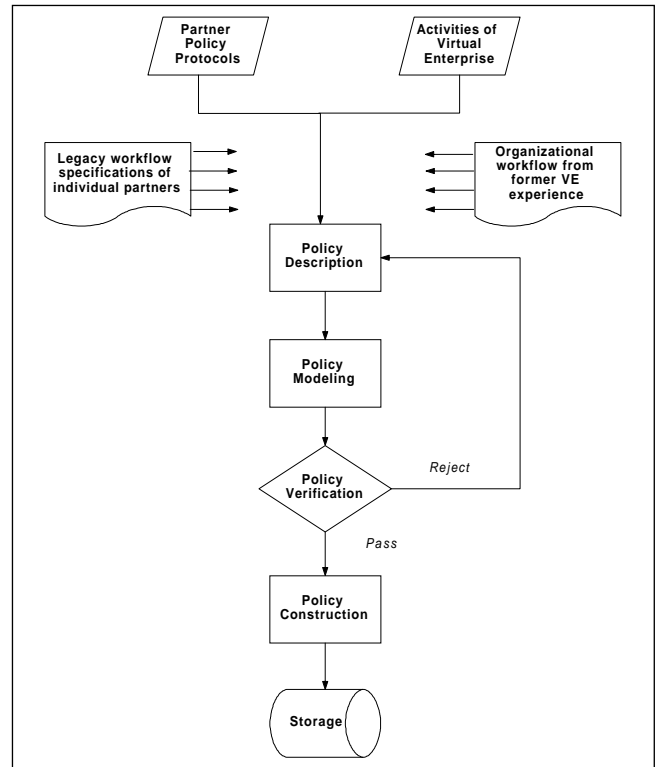 Partner
Policy
Protocols
Activities of
Virtual
Enterprise
Legacy workflow
specifications of
individual partners
Organizational
workflow from
former VE
experience
Policy
Description
Policy
Modeling
Policy
Verification
Reject
Pass
Policy
Construction
Storage